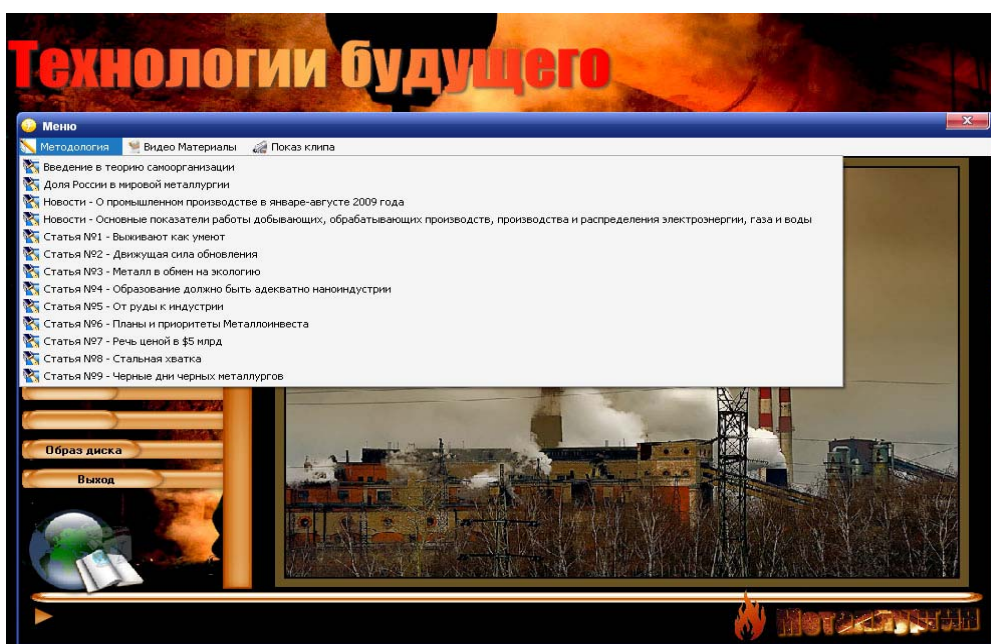 Технологии будущего
Меню
Методология Видео Материалы Показ клипа
Введение в теорию самоорганизации
Доля России в мировой металлургии
Новости - О промышленном производстве в январе-августе 2009 года
Новости - Основные показатели работы добывающих, обрабатывающих производств, производства и распределения электроэнергии, газа и воды
Статья №1 - Выживают как умеют
Статья №2 - Движущая сила обновления
Статья №3 - Металл в обмен на экологию
Статья №4 - Образование должно быть адекватно наноиндустрии
Статья №5 - От руды к индустрии
Статья №6 - Планы и приоритеты Металлоинвеста
Статья №7 - Речь ценой в $5 млрд
Статья №8 - Стальная хватка
Статья №9 - Черные дни черных металлургов
Образ диска
Выход